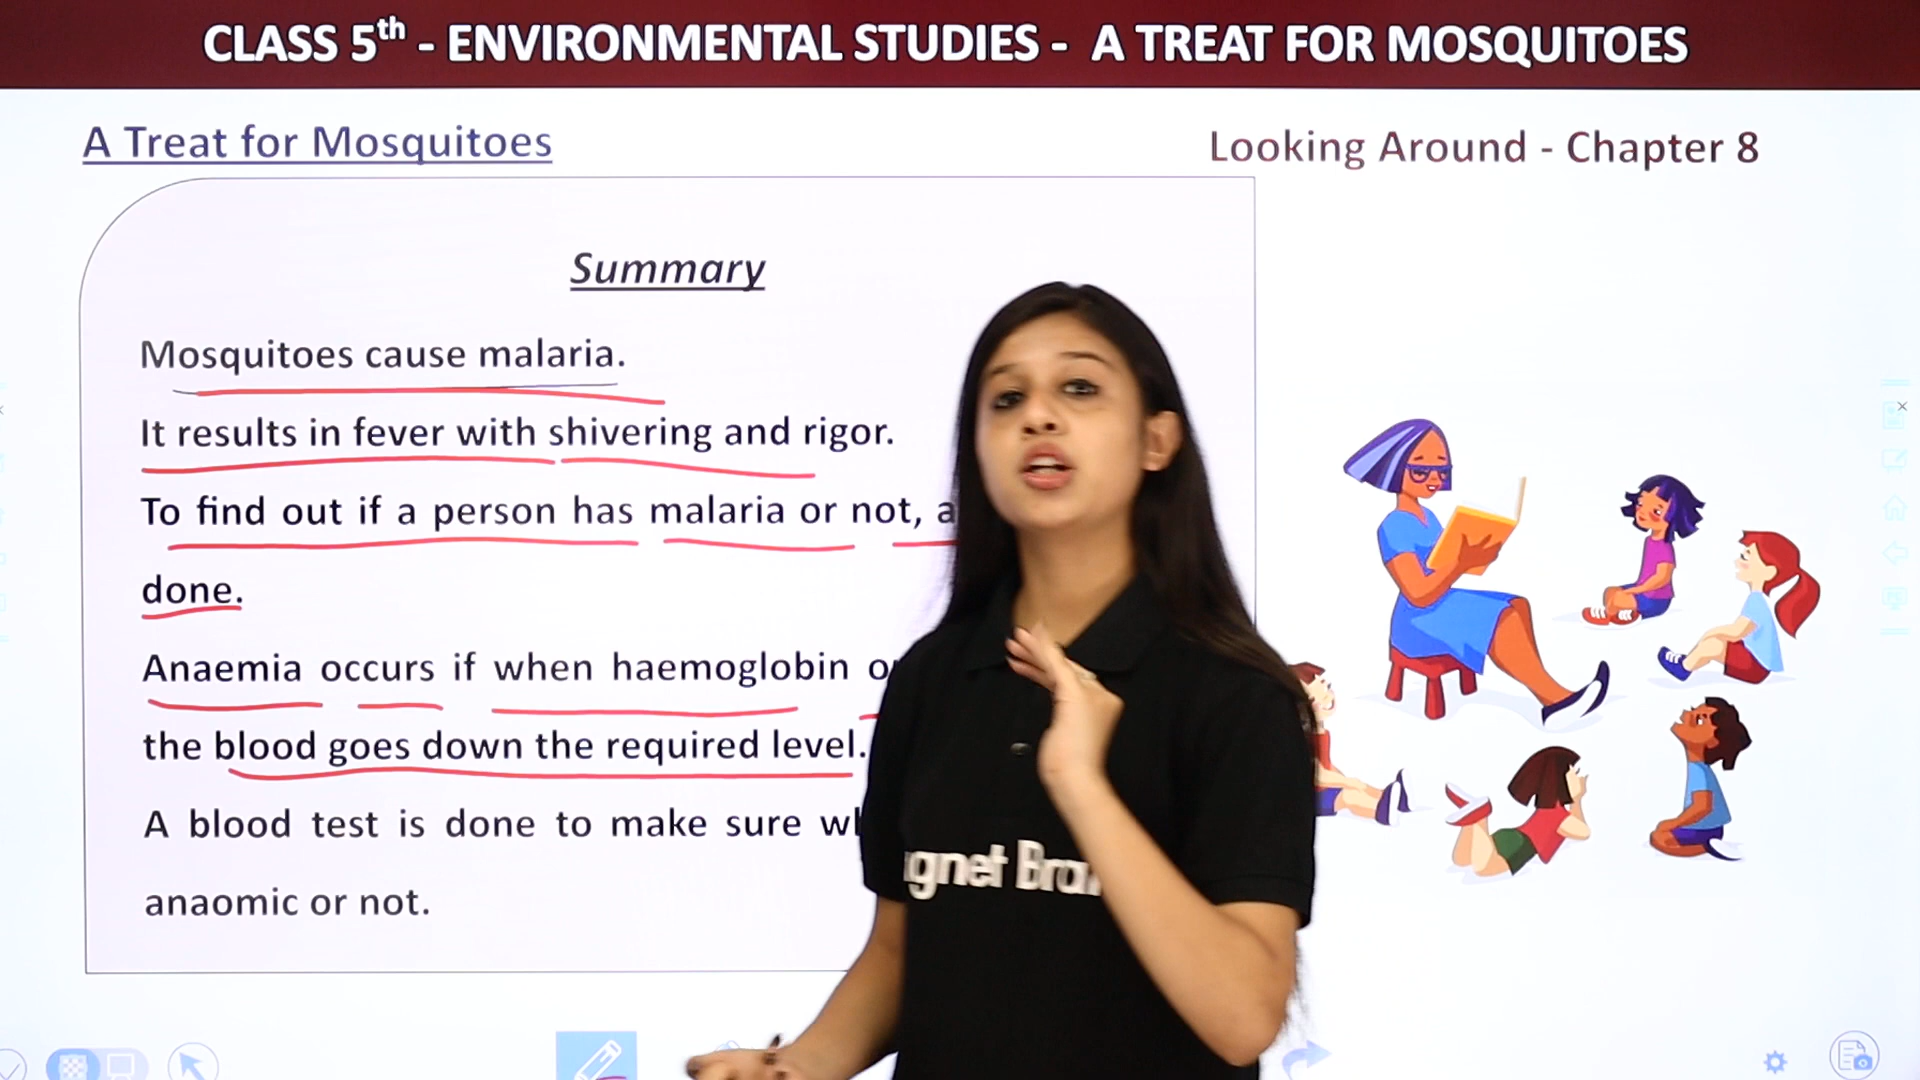 CLASS 5th - ENVIRONMENTAL STUDIES - A TREAT FOR MOSQUITOES
A Treat for Mosquitoes
Looking Around - Chapter 8
Summary
Mosquitoes cause malaria.
It results in fever with shivering and rigor.
To find out if a person has malaria or not, a
done.
Anaemia occurs if when haemoglobin
the blood goes down the required level.
A blood test is done to make sure
anaomic or not.